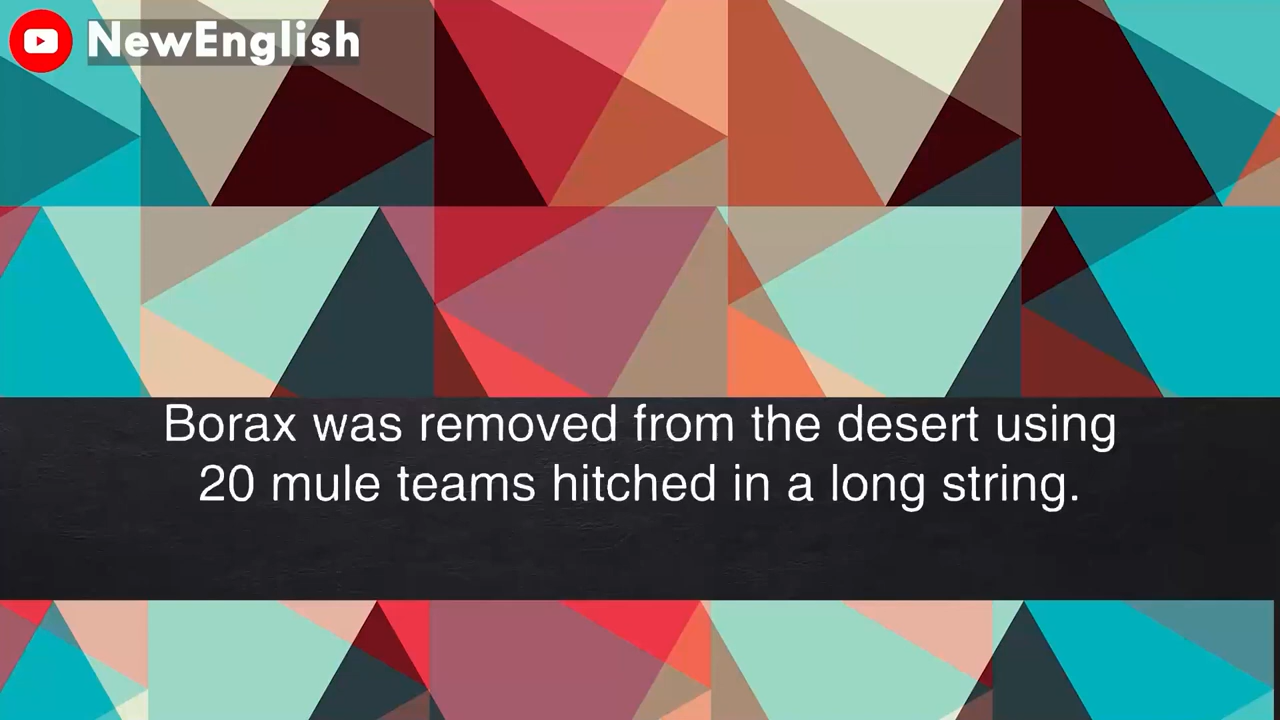 NewEnglish
Borax was removed from the desert using
20 mule teams hitched in a long string.